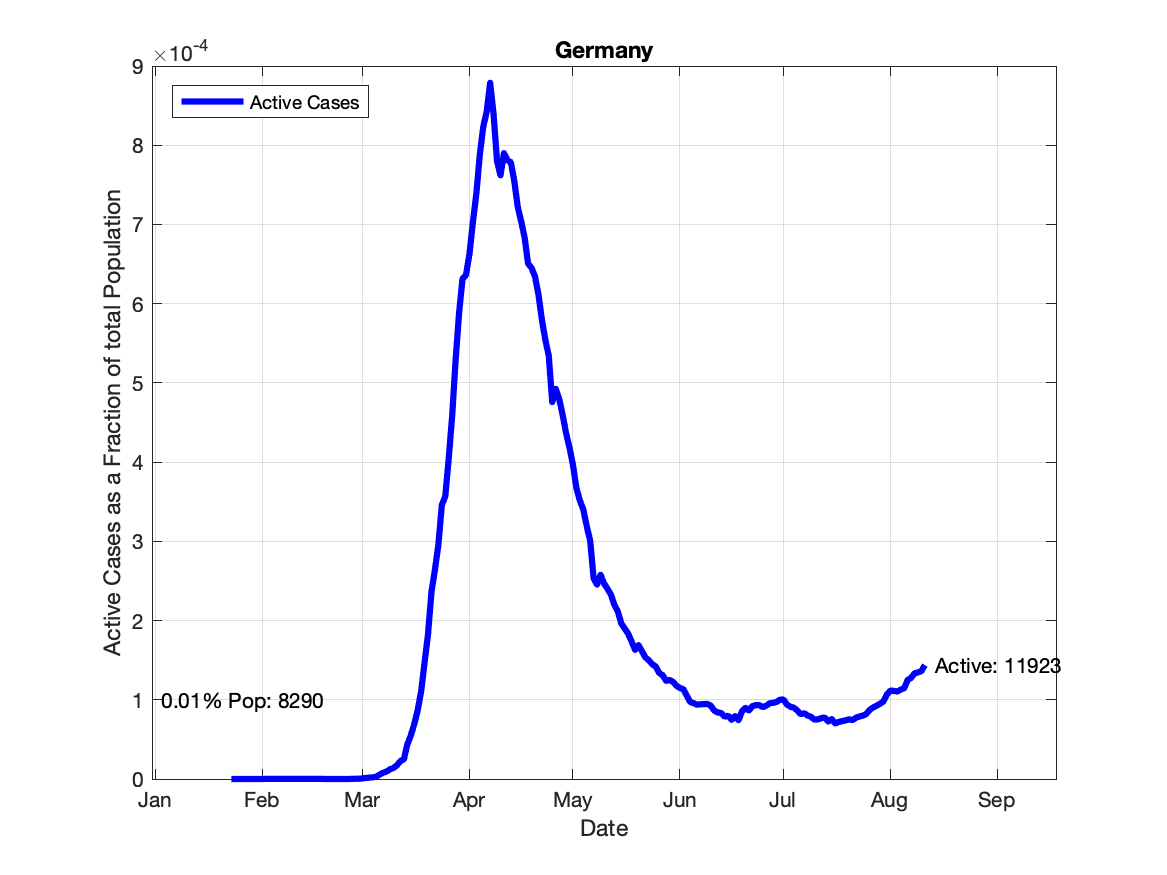 Germany
×10-4
Active Cases
9
8
7
6
5
4
3
2
1
0
Active Cases as a Fraction of total Population
0.01% Pop: 8290
Active: 11923
Jan Feb Mar Apr May Jun Jul Aug Sep
Date